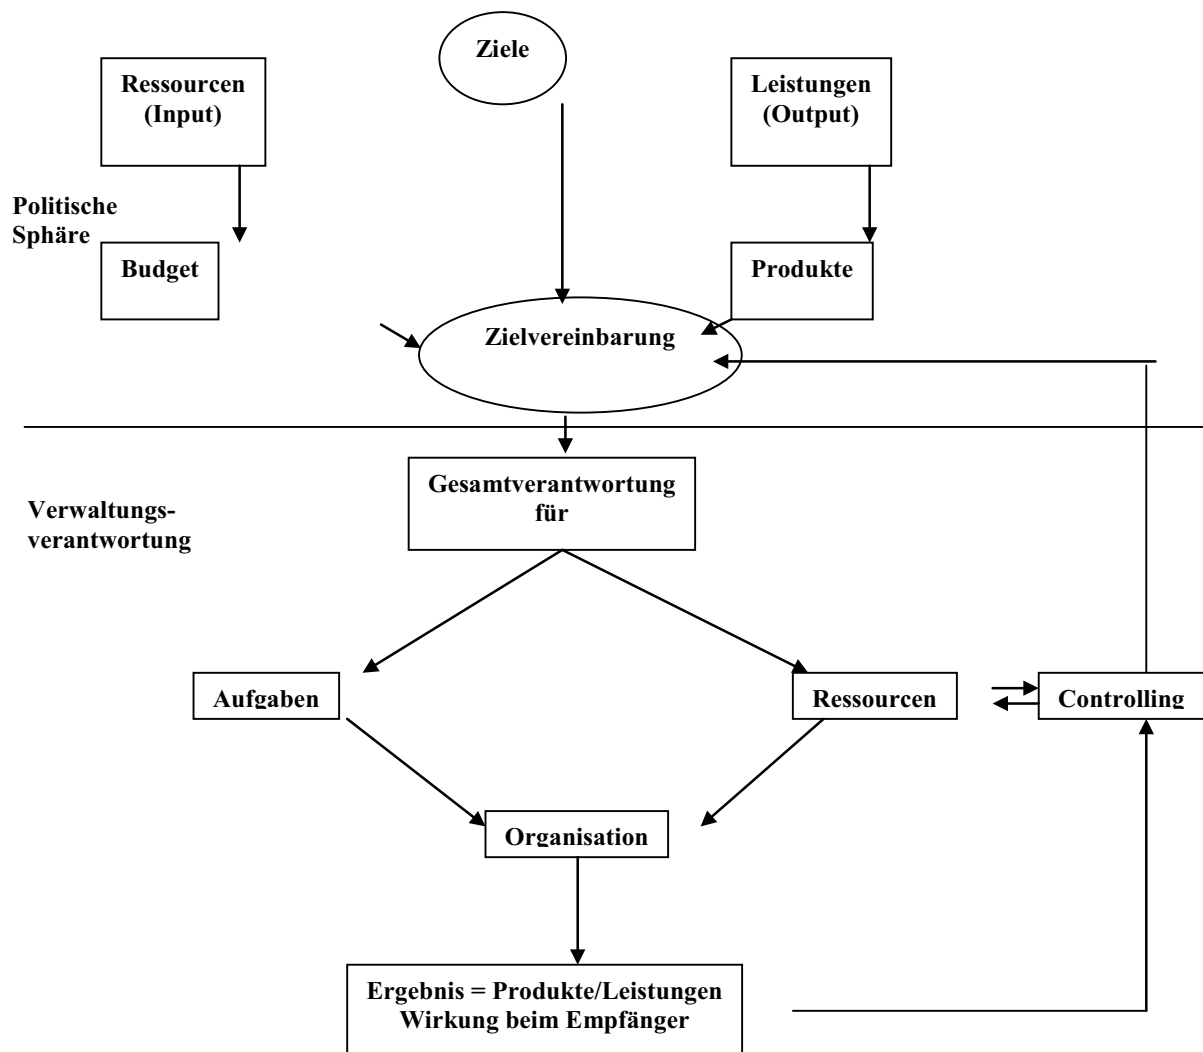 Ziele
Ressourcen
(Input)
Leistungen
(Output)
Politische
Sphäre
Budget
Produkte
Zielvereinbarung
Gesamtverantwortung
für
Verwaltungs-
verantwortung
Aufgaben
Ressourcen
Controlling
Organisation
Ergebnis = Produkte/Leistungen
Wirkung beim Empfänger